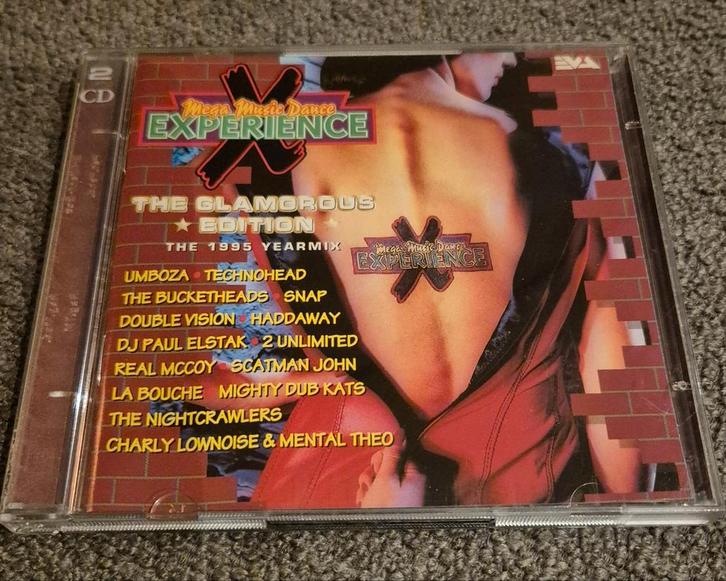 2
CD
EVA
Mega Music Dance
EXPERIENCE
X
THE GLAMOROUS
★ EDITION ★
THE 1995 YEARMIX
UMBOZA • TECHNOHEAD
THE BUCKETHEADS • SNAP
DOUBLE VISION • HADDAWAY
DJ PAUL ELSTAK • 2 UNLIMITED
REAL MCCOY SCATMAN JOHN
LA BOUCHE MIGHTY DUB KATS
THE NIGHTCRAWLERS
CHARLY LOWNOISE & MENTAL THEO
Mega Music Dance
EXPERIENCE
X